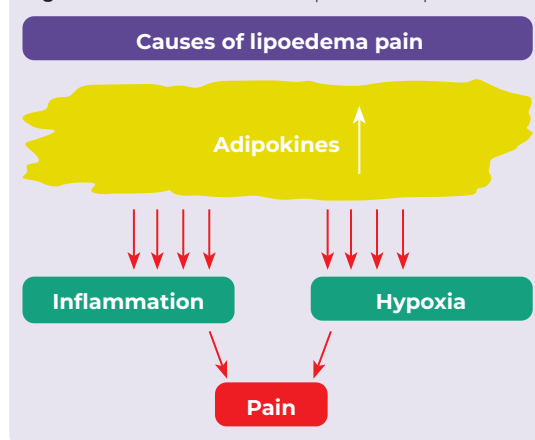 Causes of lipoedema pain
Adipokines
Inflammation
Hypoxia
Pain